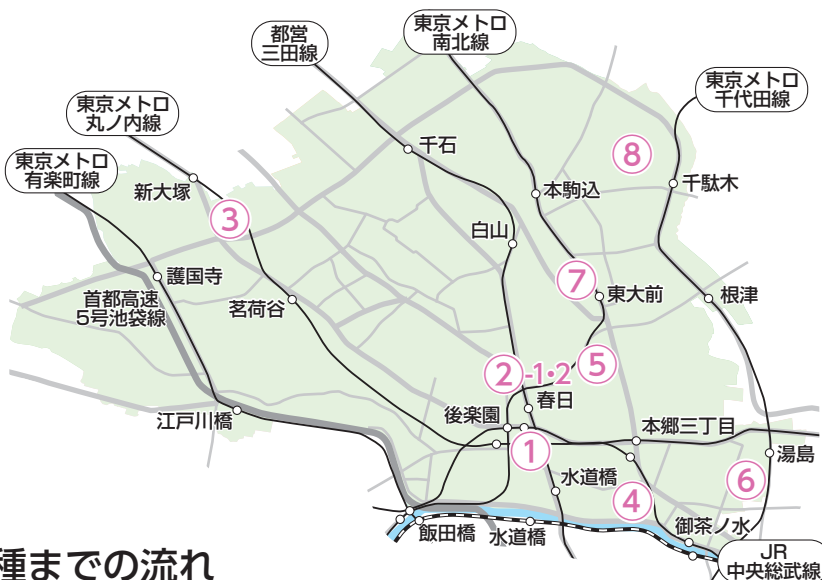 都営
三田線
東京メトロ
南北線
東京メトロ
千代田線
東京メトロ
丸ノ内線
東京メトロ
有楽町線
千石
⑧
千駄木
新大塚
本駒込
③
白山
護国寺
⑦
東大前
首都高速
5号池袋線
茗荷谷
根津
②-1・2
⑤
春日
江戸川橋
後楽園
本郷三丁目
①
湯島
⑥
水道橋
④
御茶ノ水
飯田橋
水道橋
JR
中央総武線
種までの流れ